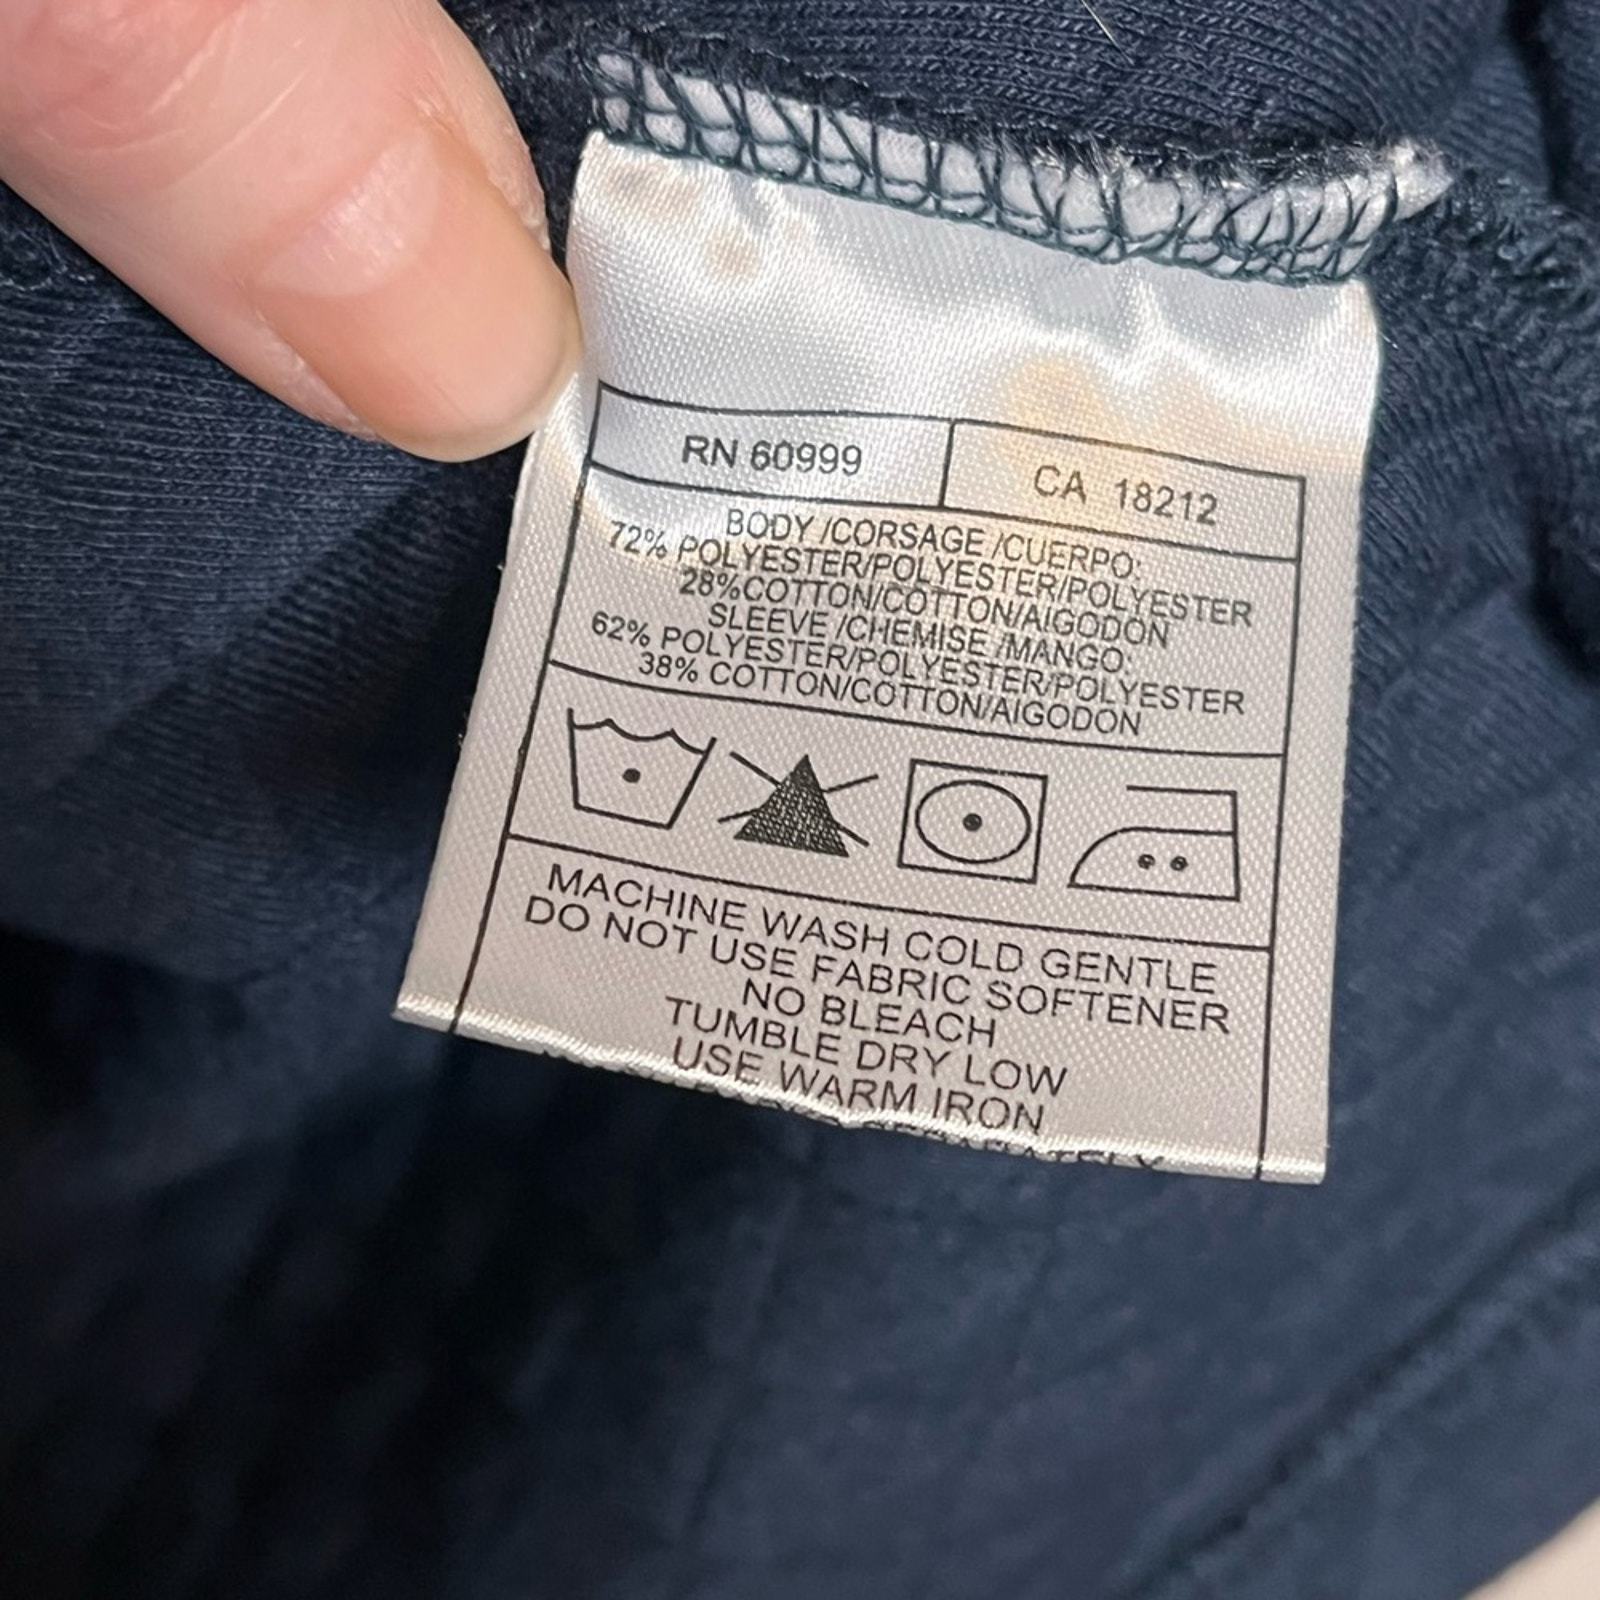 RN 60999
CA 18212
BODY /CORSAGE /CUERPO:
72% POLYESTER/POLYESTER/POLYESTER
28%COTTON/COTTON/AIGODON
SLEEVE /CHEMISE /MANGO:
62% POLYESTER/POLYESTER/POLYESTER
38% COTTON/COTTON/AIGODON
MACHINE WASH COLD GENTLE
DO NOT USE FABRIC SOFTENER
NO BLEACH
TUMBLE DRY LOW
USE WARM IRON